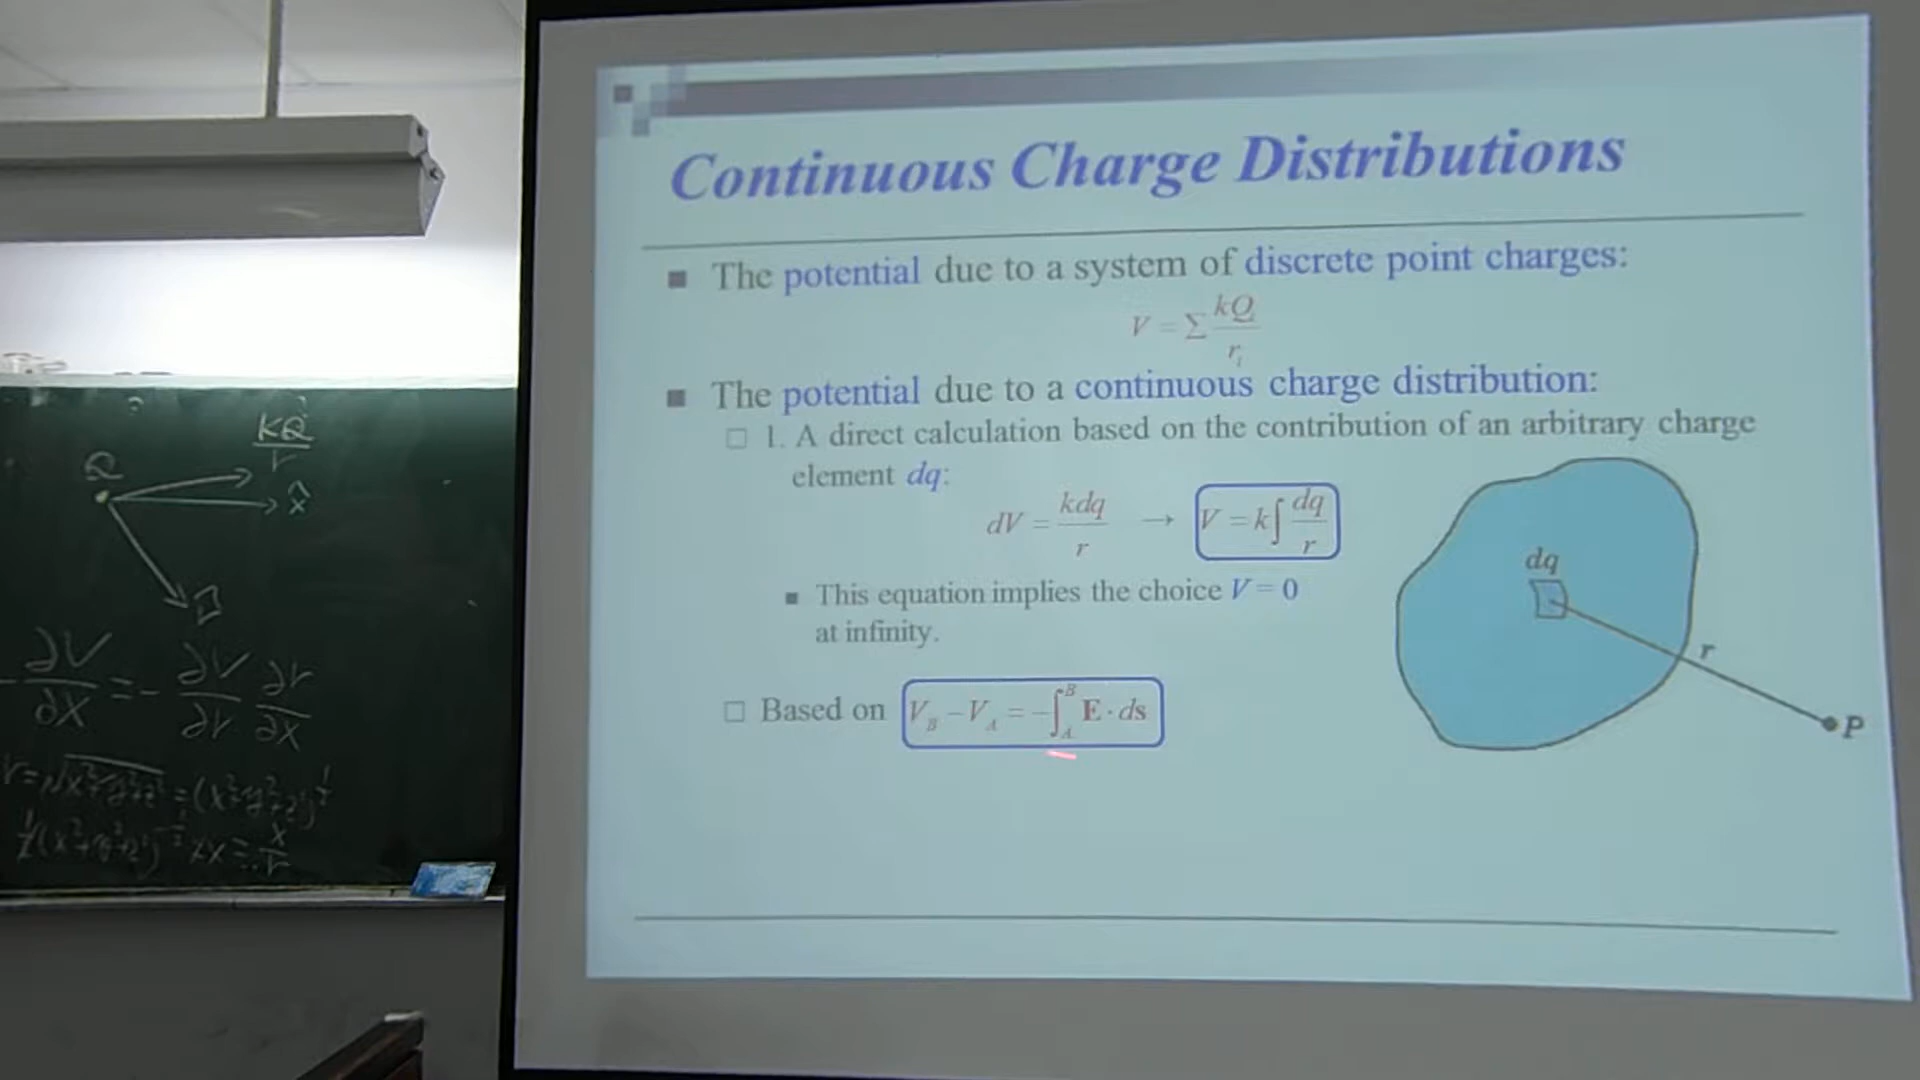 Continuous Charge Distributions
■ The potential due to a system of discrete point charges:
V = Σ kQ / r_i
■ The potential due to a continuous charge distribution:
□ 1. A direct calculation based on the contribution of an arbitrary charge
element dq:
dV = kdq / r → V = k∫ dq / r
■ This equation implies the choice V = 0
at infinity.
□ Based on V_B − V_A = −∫_A^B E · ds
dq
r
P
Q
kQ / r
x̂
-∂V/∂x = - ∂V/∂r ∂r/∂x